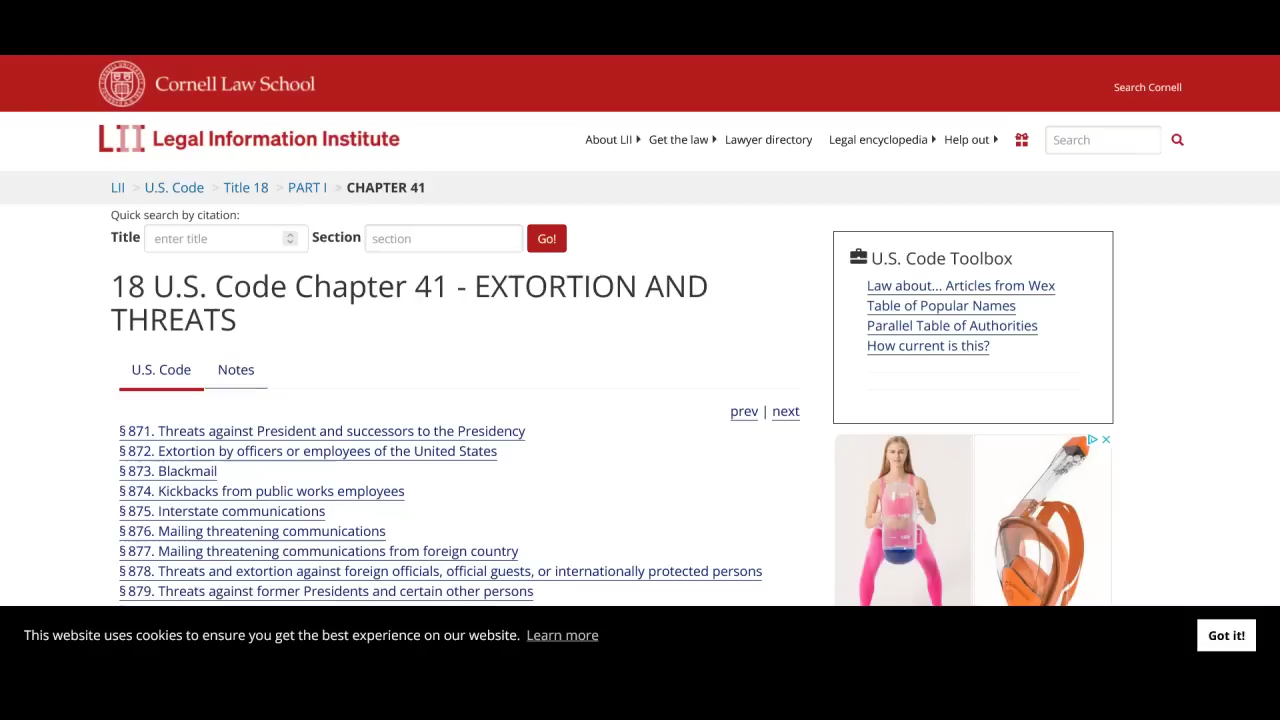 Cornell Law School
Search Cornell
LII Legal Information Institute
About LII Get the law Lawyer directory Legal encyclopedia Help out Search
LII > U.S. Code > Title 18 > PART I > CHAPTER 41
Quick search by citation:
Title enter title Section section Go!
18 U.S. Code Chapter 41 - EXTORTION AND
THREATS
U.S. Code Notes
prev | next
§ 871. Threats against President and successors to the Presidency
§ 872. Extortion by officers or employees of the United States
§ 873. Blackmail
§ 874. Kickbacks from public works employees
§ 875. Interstate communications
§ 876. Mailing threatening communications
§ 877. Mailing threatening communications from foreign country
§ 878. Threats and extortion against foreign officials, official guests, or internationally protected persons
§ 879. Threats against former Presidents and certain other persons
U.S. Code Toolbox
Law about... Articles from Wex
Table of Popular Names
Parallel Table of Authorities
How current is this?
This website uses cookies to ensure you get the best experience on our website. Learn more
Got it!